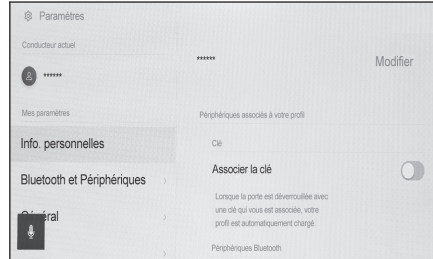 Paramètres
Conducteur actuel
******
Mes paramètres
Info. personnelles
Bluetooth et Périphériques
Général
******
Modifier
Périphériques associés à votre profil
Clé
Associer la clé
Lorsque la porte est déverrouillée avec
une clé qui vous est associée, votre
profil est automatiquement chargé.
Périphériques Bluetooth